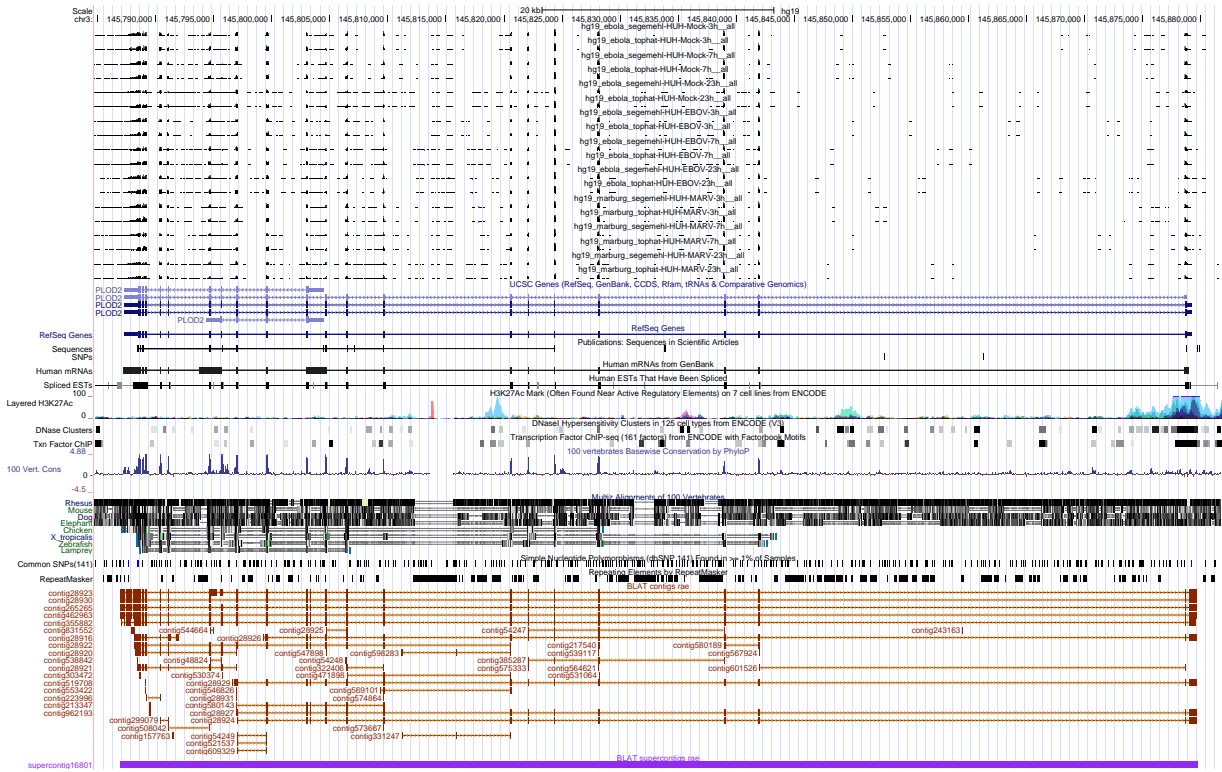 Scale 20 kb hg19
chr3: 145,790,000 145,795,000 145,800,000 145,805,000 145,810,000 145,815,000 145,820,000 145,825,000 145,830,000 145,835,000 145,840,000 145,845,000 145,850,000 145,855,000 145,860,000 145,865,000 145,870,000 145,875,000 145,880,000
hg19_ebola_segemehl-HUH-Mock-3h__all
hg19_ebola_tophat-HUH-Mock-3h__all
hg19_ebola_segemehl-HUH-Mock-7h__all
hg19_ebola_tophat-HUH-Mock-7h__all
hg19_ebola_segemehl-HUH-Mock-23h__all
hg19_ebola_tophat-HUH-Mock-23h__all
hg19_ebola_segemehl-HUH-EBOV-3h__all
hg19_ebola_tophat-HUH-EBOV-3h__all
hg19_ebola_segemehl-HUH-EBOV-7h__all
hg19_ebola_tophat-HUH-EBOV-7h__all
hg19_ebola_segemehl-HUH-EBOV-23h__all
hg19_ebola_tophat-HUH-EBOV-23h__all
hg19_marburg_segemehl-HUH-MARV-3h__all
hg19_marburg_tophat-HUH-MARV-3h__all
hg19_marburg_segemehl-HUH-MARV-7h__all
hg19_marburg_tophat-HUH-MARV-7h__all
hg19_marburg_segemehl-HUH-MARV-23h__all
hg19_marburg_tophat-HUH-MARV-23h__all
UCSC Genes (RefSeq, GenBank, CCDS, Rfam, tRNAs & Comparative Genomics)
PLOD2
PLOD2
PLOD2
PLOD2
PLOD2
RefSeq Genes
RefSeq Genes
Publications: Sequences in Scientific Articles
Sequences
SNPs
Human mRNAs from GenBank
Human mRNAs
Human ESTs That Have Been Spliced
Spliced ESTs
H3K27Ac Mark (Often Found Near Active Regulatory Elements) on 7 cell lines from ENCODE
100 _
Layered H3K27Ac
0 _
DNaseI Hypersensitivity Clusters in 125 cell types from ENCODE (V3)
DNase Clusters
Transcription Factor ChIP-seq (161 factors) from ENCODE with Factorbook Motifs
Txn Factor ChIP
100 vertebrates Basewise Conservation by PhyloP
4.88 _
100 Vert. Cons
0 -
-4.5 _
Multiz Alignments of 100 Vertebrates
Rhesus
Mouse
Dog
Elephant
Chicken
X_tropicalis
Zebrafish
Lamprey
Simple Nucleotide Polymorphisms (dbSNP 141) Found in >= 1% of Samples
Common SNPs(141)
Repeating Elements by RepeatMasker
RepeatMasker
BLAT contigs rae
contig28923
contig28930
contig265265
contig462963
contig355882
contig831552 contig544664 contig28925 contig54247 contig243163
contig28916 contig28926
contig28922 contig217540 contig580189
contig28920 contig547898 contig598283 contig539117 contig567924
contig538842 contig48824 contig54248 contig385287
contig28921 contig322406 contig575333 contig564621 contig601526
contig303472 contig530374 contig471898 contig531064
contig519708 contig28929
contig553422 contig546826 contig569101
contig223996 contig28931 contig574864
contig213347 contig580143
contig962193 contig28927
contig299079 contig28924
contig508042 contig573667
contig157763 contig54249 contig331247
contig521537
contig609329
BLAT supercontigs rae
supercontig16801